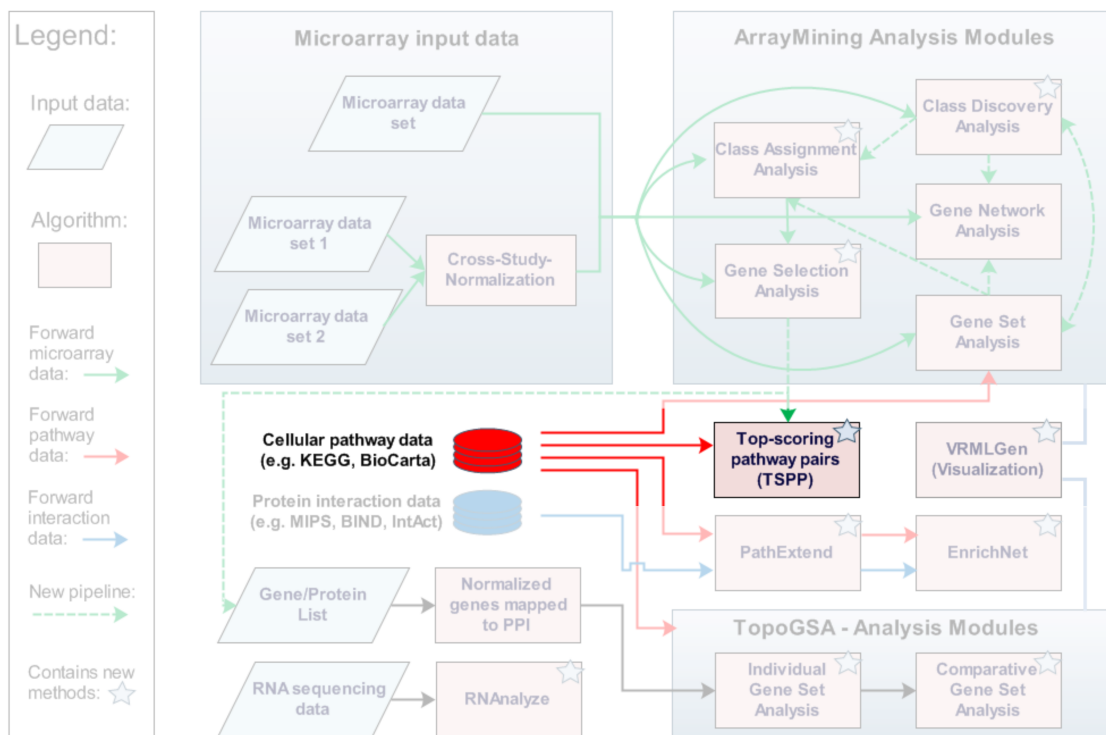 Legend:
Input data:
Algorithm:
Forward
microarray
data:
Forward
pathway
data:
Forward
interaction
data:
New pipeline:
Contains new
methods:
Microarray input data
Microarray data
set
Microarray data
set 1
Microarray data
set 2
Cross-Study-
Normalization
ArrayMining Analysis Modules
Class Discovery
Analysis
Class Assignment
Analysis
Gene Network
Analysis
Gene Selection
Analysis
Gene Set
Analysis
Cellular pathway data
(e.g. KEGG, BioCarta)
Top-scoring
pathway pairs
(TSPP)
VRMLGen
(Visualization)
Protein interaction data
(e.g. MIPS, BIND, IntAct)
PathExtend
EnrichNet
Gene/Protein
List
Normalized
genes mapped
to PPI
TopoGSA - Analysis Modules
Individual
Gene Set
Analysis
Comparative
Gene Set
Analysis
RNA sequencing
data
RNAnalyze